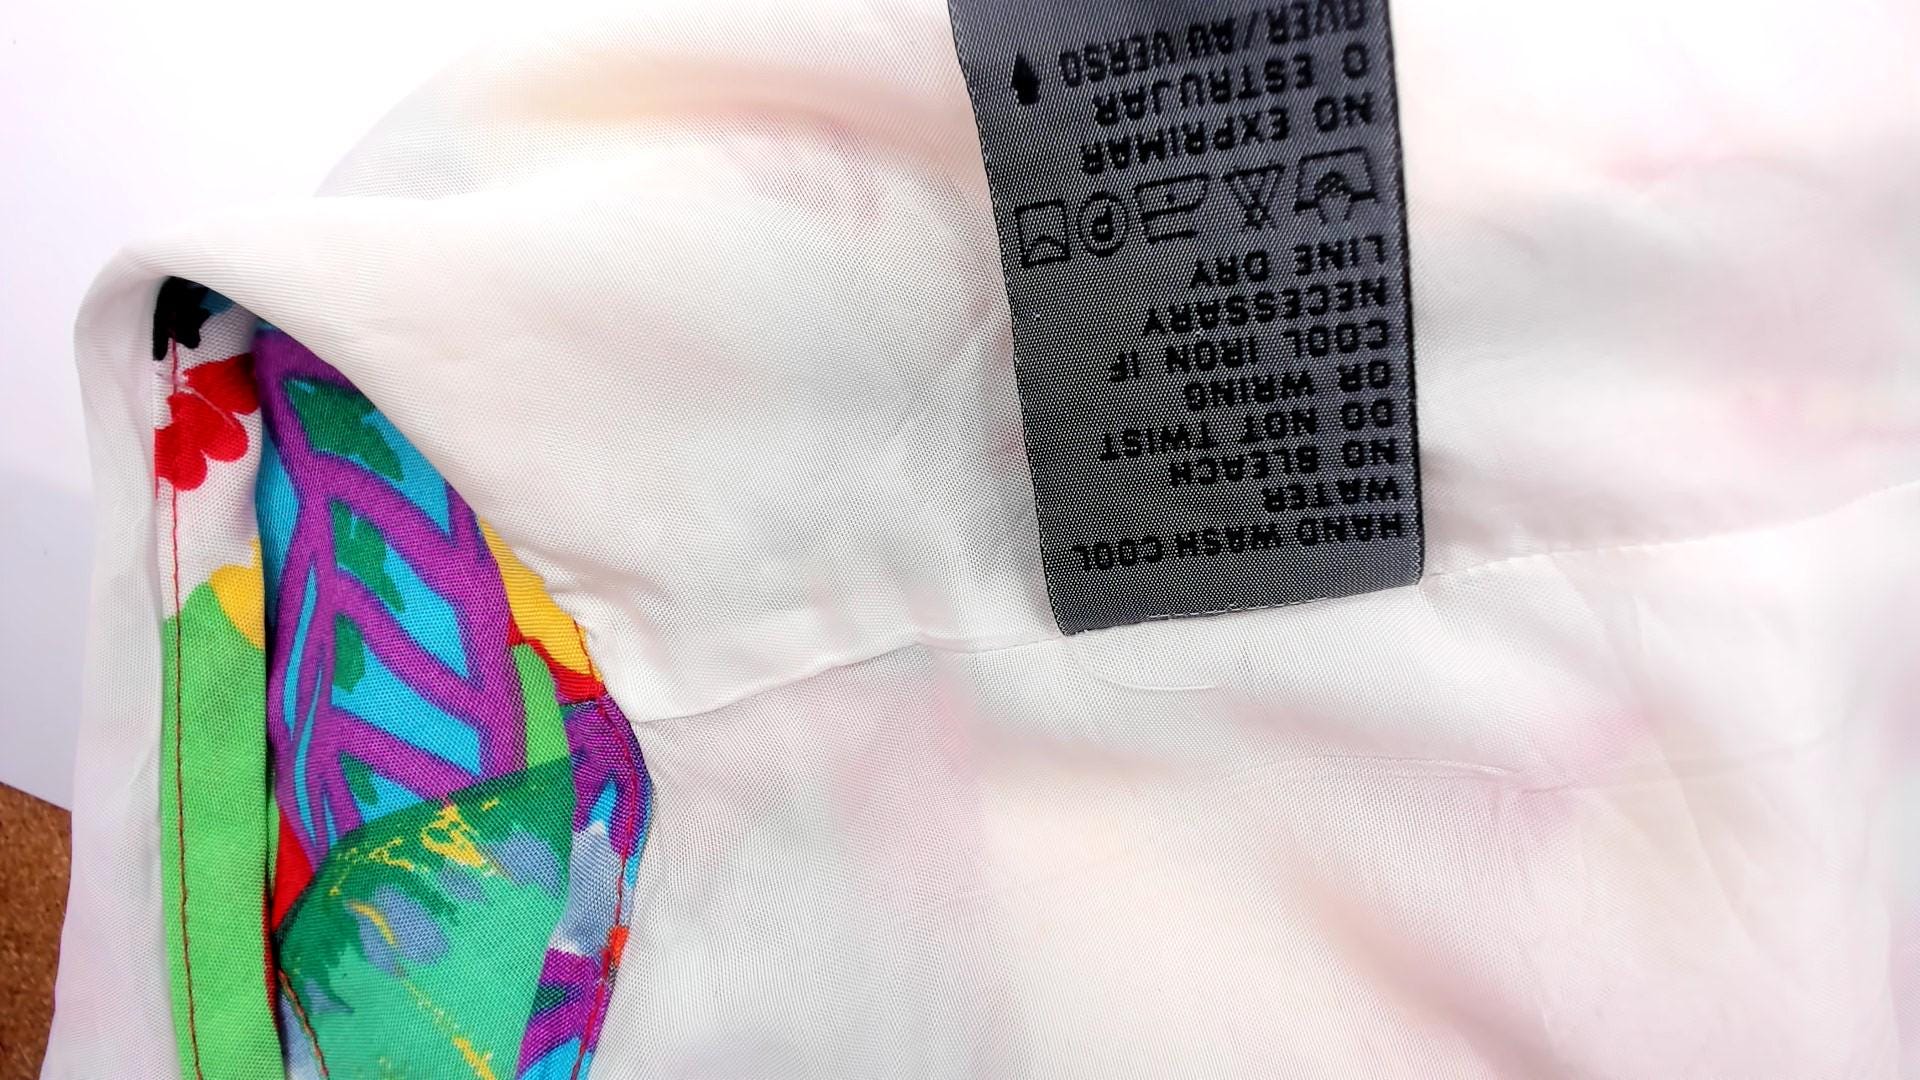 HAND WASH COOL
WATER
NO BLEACH
DO NOT TWIST
OR WRING
COOL IRON IF
NECESSARY
LINE DRY
P
NO EXPRIMAR
O ESTRUJAR
OVER/AU VERSO